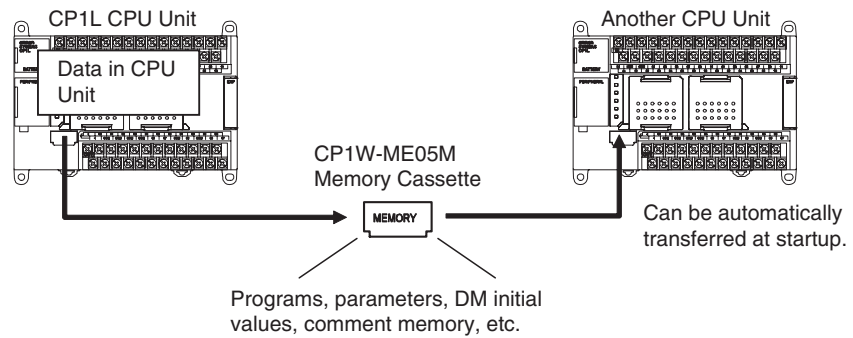 CP1L CPU Unit
Another CPU Unit
Data in CPU
Unit
CP1W-ME05M
Memory Cassette
MEMORY
Can be automatically
transferred at startup.
Programs, parameters, DM initial
values, comment memory, etc.